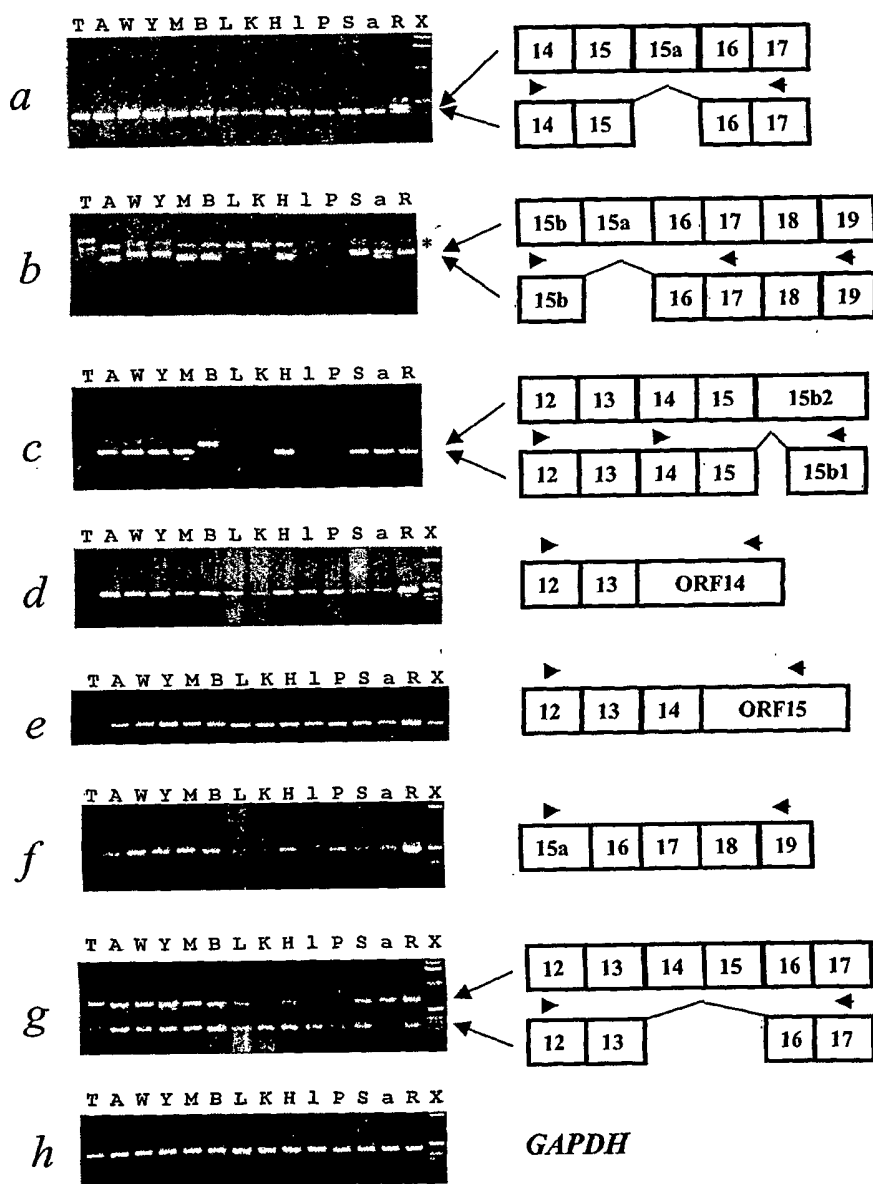 T A W Y M B L K H l P S a R X
a
14 15 15a 16 17
14 15 16 17
T A W Y M B L K H l P S a R
b
*
15b 15a 16 17 18 19
15b 16 17 18 19
T A W Y M B L K H l P S a R
c
12 13 14 15 15b2
12 13 14 15 15b1
T A W Y M B L K H l P S a R X
d
12 13 ORF14
T A W Y M B L K H l P S a R X
e
12 13 14 ORF15
T A W Y M B L K H l P S a R X
f
15a 16 17 18 19
T A W Y M B L K H l P S a R X
g
12 13 14 15 16 17
12 13 16 17
T A W Y M B L K H l P S a R X
h
GAPDH